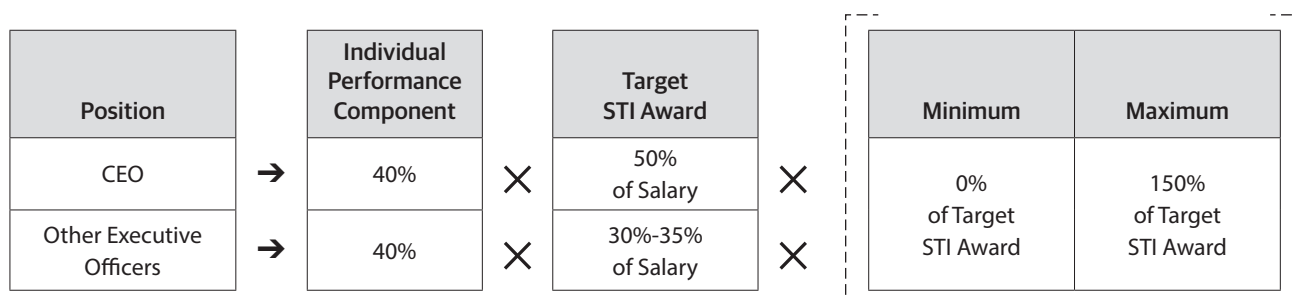 Position
Individual
Performance
Component
Target
STI Award
Minimum
Maximum
CEO
➔
40%
×
50%
of Salary
×
0%
of Target
STI Award
150%
of Target
STI Award
Other Executive
Officers
➔
40%
×
30%-35%
of Salary
×